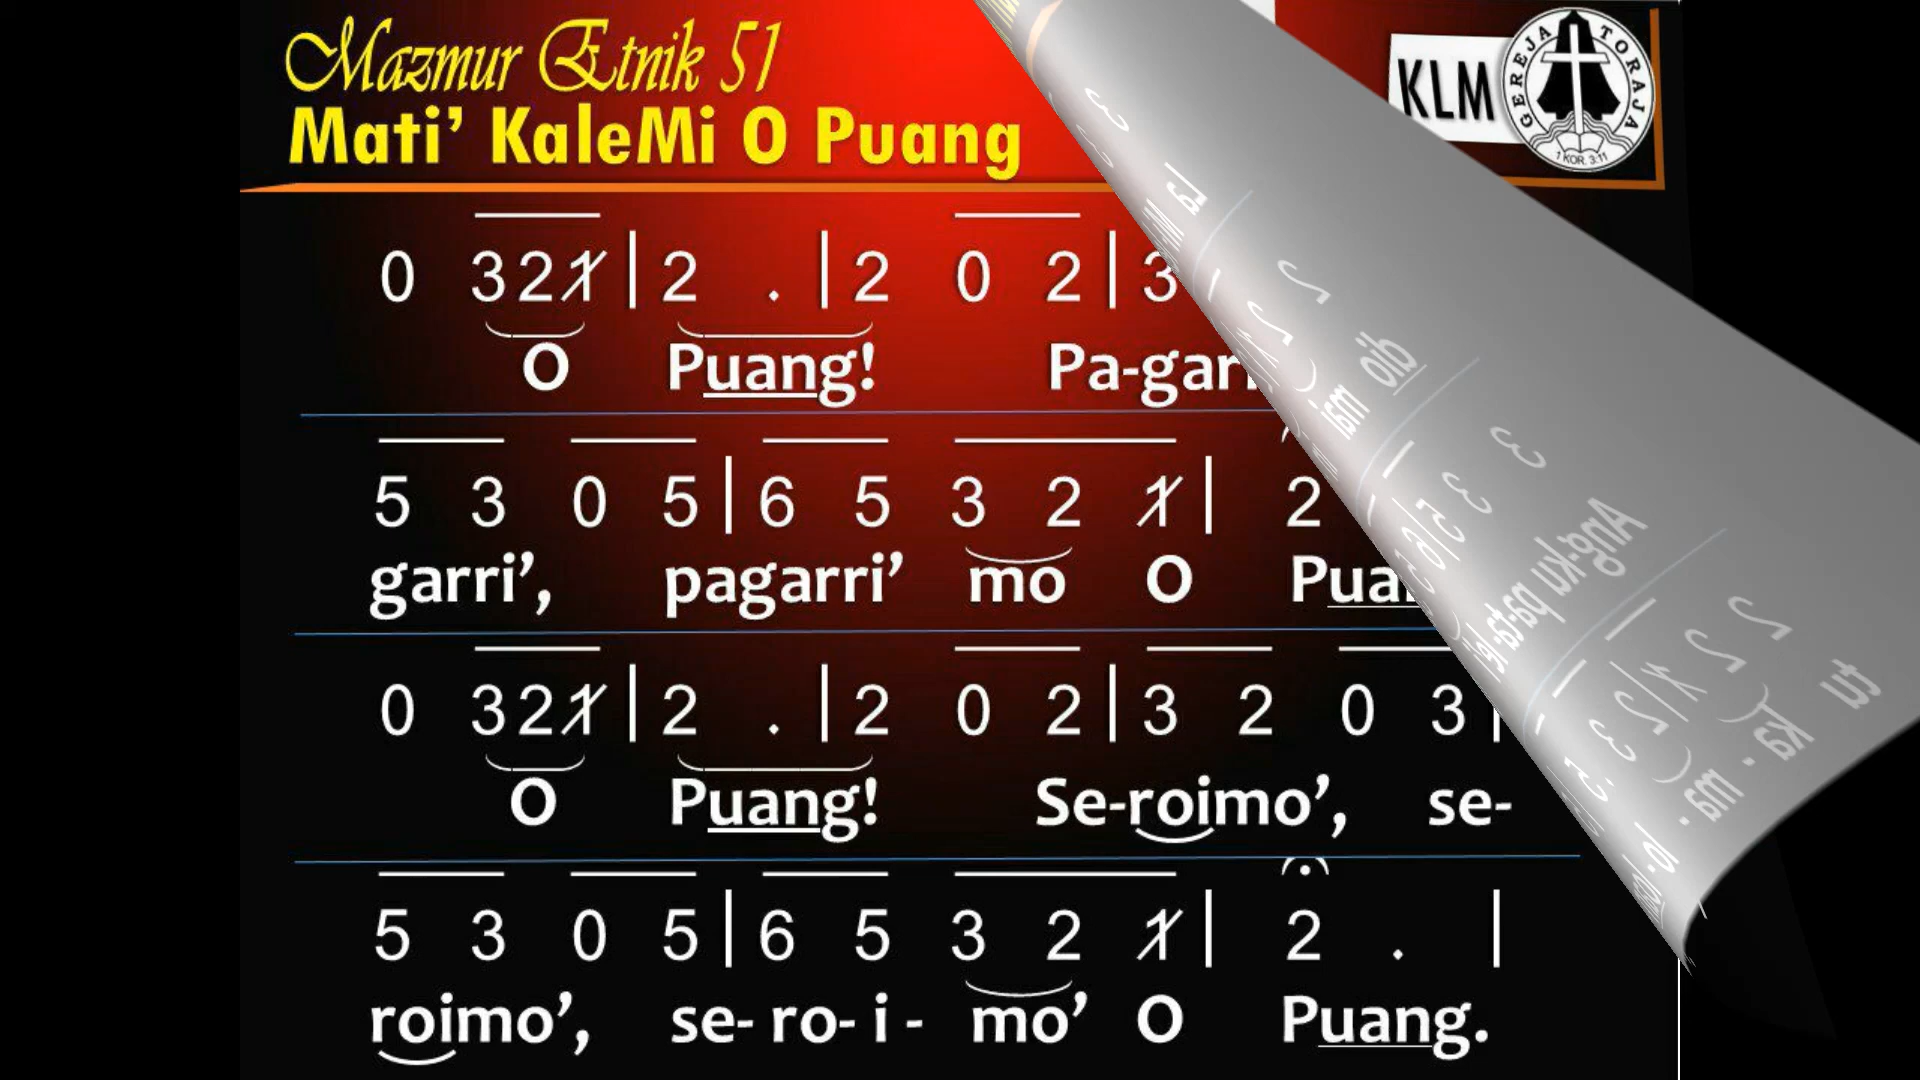 Mazmur Etnik 51
Mati’ KaleMi O Puang
KLM
GEREJA TORAJA
1 KOR. 3:11
0 321 | 2 . | 2 0 2 | 3
O Puang! Pa-garr
5 3 0 5 | 6 5 3 2 1 | 2
garri’, pagarri’ mo O Pua
0 321 | 2 . | 2 0 2 | 3 2 0 3 |
O Puang! Se-roimo’, se-
5 3 0 5 | 6 5 3 2 1 | 2 . |
roimo’, se- ro- i - mo’ O Puang.